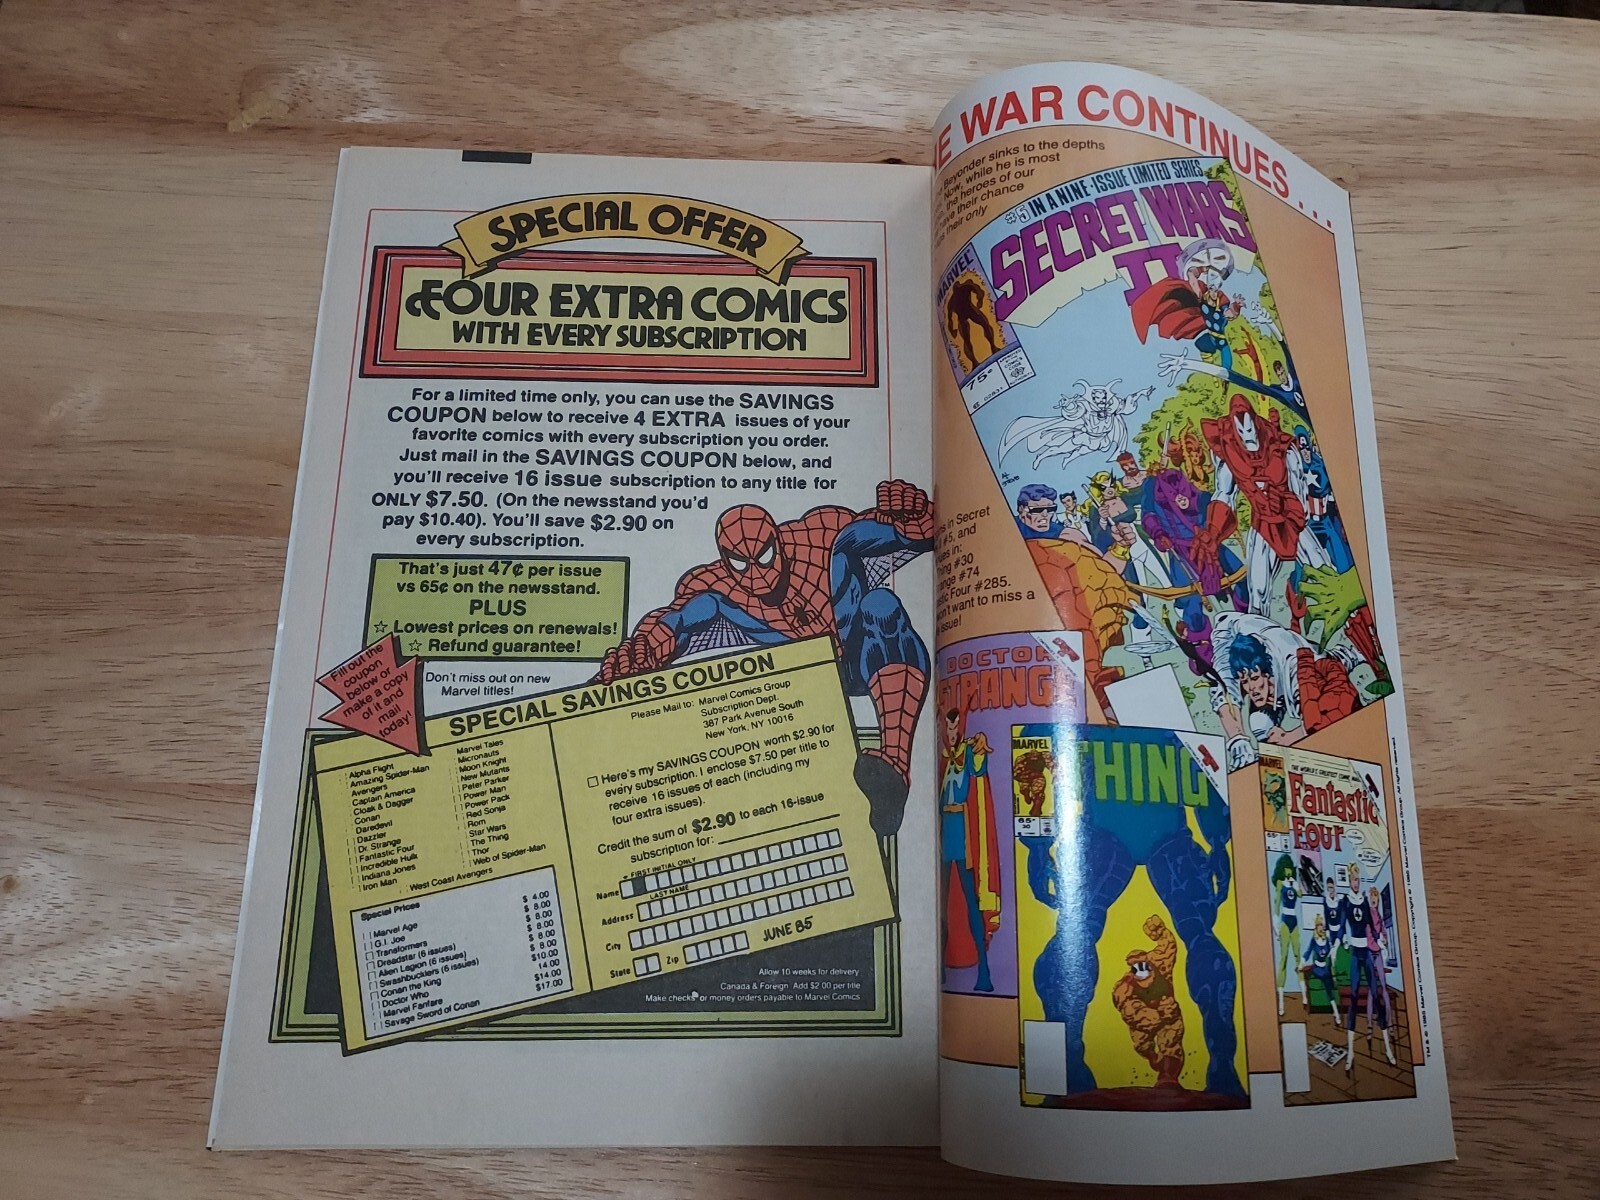 SPECIAL OFFER
FOUR EXTRA COMICS
WITH EVERY SUBSCRIPTION
For a limited time only, you can use the SAVINGS
COUPON below to receive 4 EXTRA issues of your
favorite comics with every subscription you order.
Just mail in the SAVINGS COUPON below, and
you'll receive 16 issue subscription to any title for
ONLY $7.50. (On the newsstand you'd
pay $10.40). You'll save $2.90 on
every subscription.
That's just 47¢ per issue
vs 65¢ on the newsstand.
PLUS
☆ Lowest prices on renewals!
☆ Refund guarantee!
Fill out the
coupon
below or
make a copy
of it and
mail
today!
Don't miss out on new
Marvel titles!
SPECIAL SAVINGS COUPON
Please Mail to: Marvel Comics Group
Subscription Dept.
387 Park Avenue South
New York, NY 10016
Alpha Flight
Amazing Spider-Man
Avengers
Captain America
Cloak & Dagger
Conan
Daredevil
Dazzler
Dr. Strange
Fantastic Four
Incredible Hulk
Indiana Jones
Iron Man
Marvel Tales
Micronauts
Moon Knight
New Mutants
Peter Parker
Power Man
Power Pack
Red Sonja
Rom
Star Wars
The Thing
Thor
Web of Spider-Man
West Coast Avengers
Here's my SAVINGS COUPON worth $2.90 for
every subscription. I enclose $7.50 per title to
receive 16 issues of each (including my
four extra issues).
Credit the sum of $2.90 to each 16-issue
subscription for:
FIRST INITIAL ONLY
Name
LAST NAME
Address
City
State
Zip
JUNE 85
Special Prices
Marvel Age $ 4.00
G.I. Joe $ 8.00
Transformers $ 8.00
Dreadstar (6 issues) $ 8.00
Alien Legion (6 issues) $ 8.00
Swashbucklers (6 issues) $ 8.00
Conan the King $10.00
Doctor Who 14.00
Marvel Fanfare $14.00
Savage Sword of Conan $17.00
Allow 10 weeks for delivery
Canada & Foreign Add $2.00 per title
Make checks or money orders payable to Marvel Comics
E WAR CONTINUES...
Beyonder sinks to the depths
Now, while he is most
the heroes of our
have their chance
their only
#5 IN A NINE-ISSUE LIMITED SERIES
SECRET WARS
II
MARVEL
75¢
in Secret
#5, and
in:
Thing #30
#74
Four #285.
want to miss a
issue!
DOCTOR
STRANGE
MARVEL
THING
65¢
30
MARVEL
THE WORLD'S GREATEST COMIC MAGAZINE
Fantastic
Four